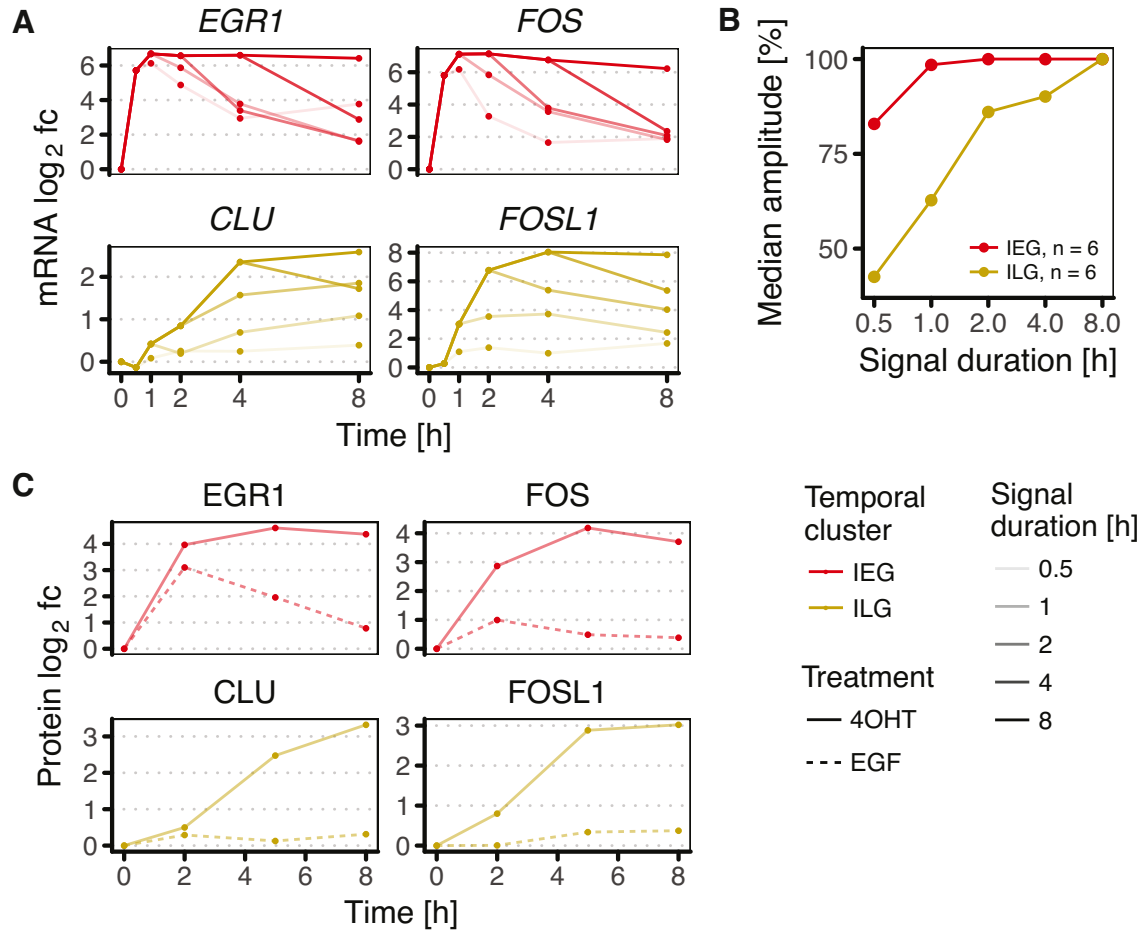 A
EGR1
FOS
mRNA log2 fc
6
4
2
0
6
4
2
0
CLU
FOSL1
2
1
0
8
6
4
2
0
0 1 2 4 8
0 1 2 4 8
Time [h]
B
Median amplitude [%]
100
75
50
IEG, n = 6
ILG, n = 6
0.5 1.0 2.0 4.0 8.0
Signal duration [h]
C
EGR1
FOS
Protein log2 fc
4
3
2
1
0
4
3
2
1
0
CLU
FOSL1
3
2
1
0
3
2
1
0
0 2 4 6 8
0 2 4 6 8
Time [h]
Temporal
cluster
IEG
ILG
Treatment
4OHT
EGF
Signal
duration [h]
0.5
1
2
4
8